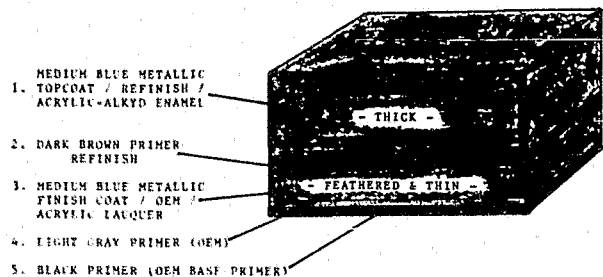 1. MEDIUM BLUE METALLIC
TOPCOAT / REFINISH /
ACRYLIC-ALKYD ENAMEL
- THICK -
2. DARK BROWN PRIMER
REFINISH
3. MEDIUM BLUE METALLIC
FINISH COAT / OEM /
ACRYLIC LACQUER
- FEATHERED & THIN -
4. LIGHT GRAY PRIMER (OEM)
5. BLACK PRIMER (OEM BASE PRIMER)